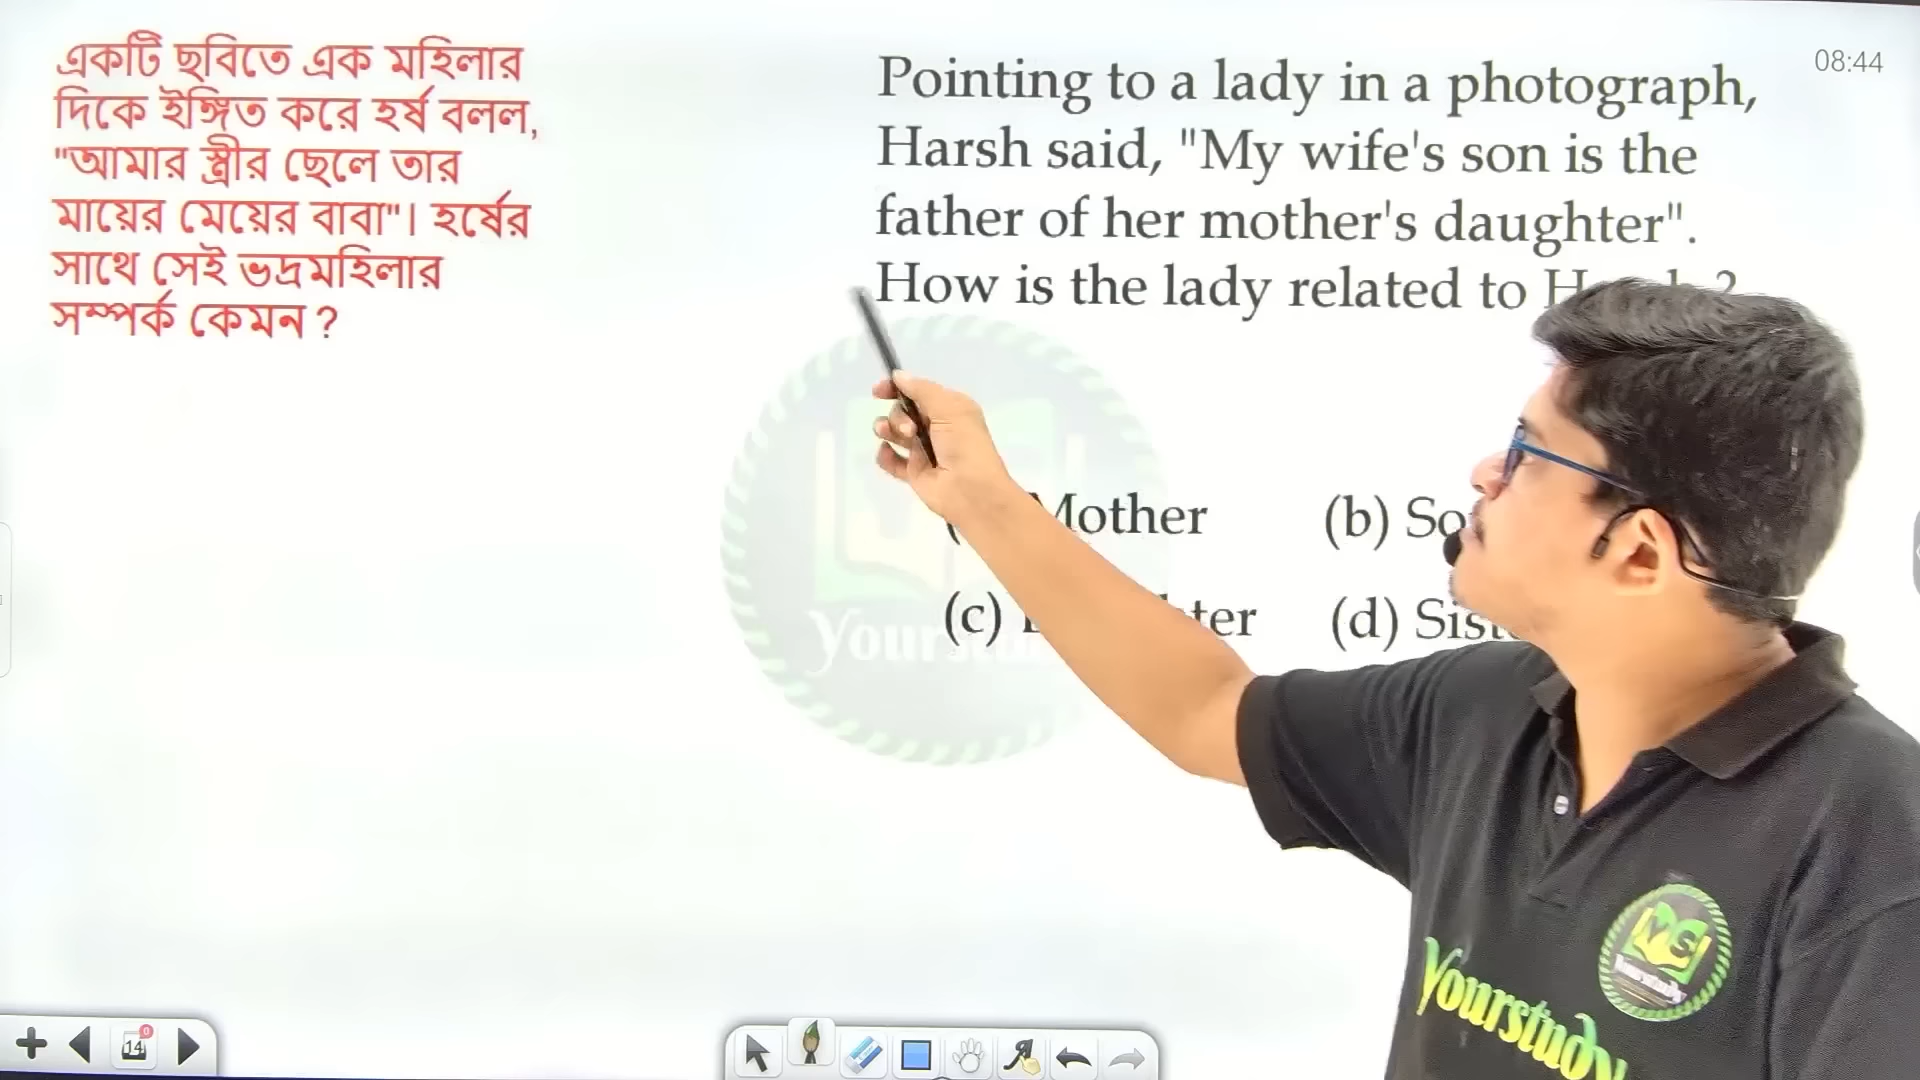 একটি ছবিতে এক মহিলার
দিকে ইঙ্গিত করে হর্ষ বলল,
"আমার স্ত্রীর ছেলে তার
মায়ের মেয়ের বাবা"। হর্ষের
সাথে সেই ভদ্রমহিলার
সম্পর্ক কেমন ?
08:44
Pointing to a lady in a photograph,
Harsh said, "My wife's son is the
father of her mother's daughter".
How is the lady related to
Mother (b)
(c) (d)
Yourstudy
14
0